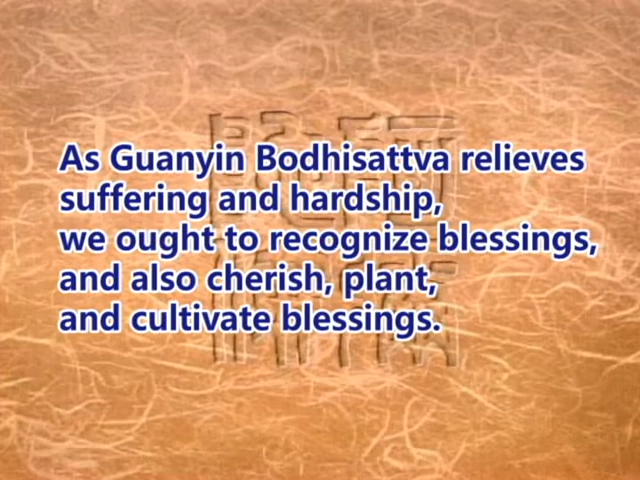 As Guanyin Bodhisattva relieves
suffering and hardship,
we ought to recognize blessings,
and also cherish, plant,
and cultivate blessings.